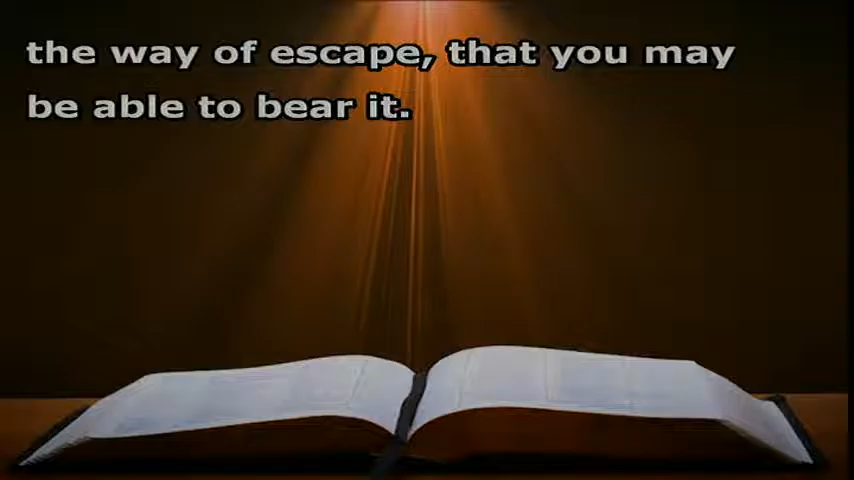 the way of escape, that you may
be able to bear it.